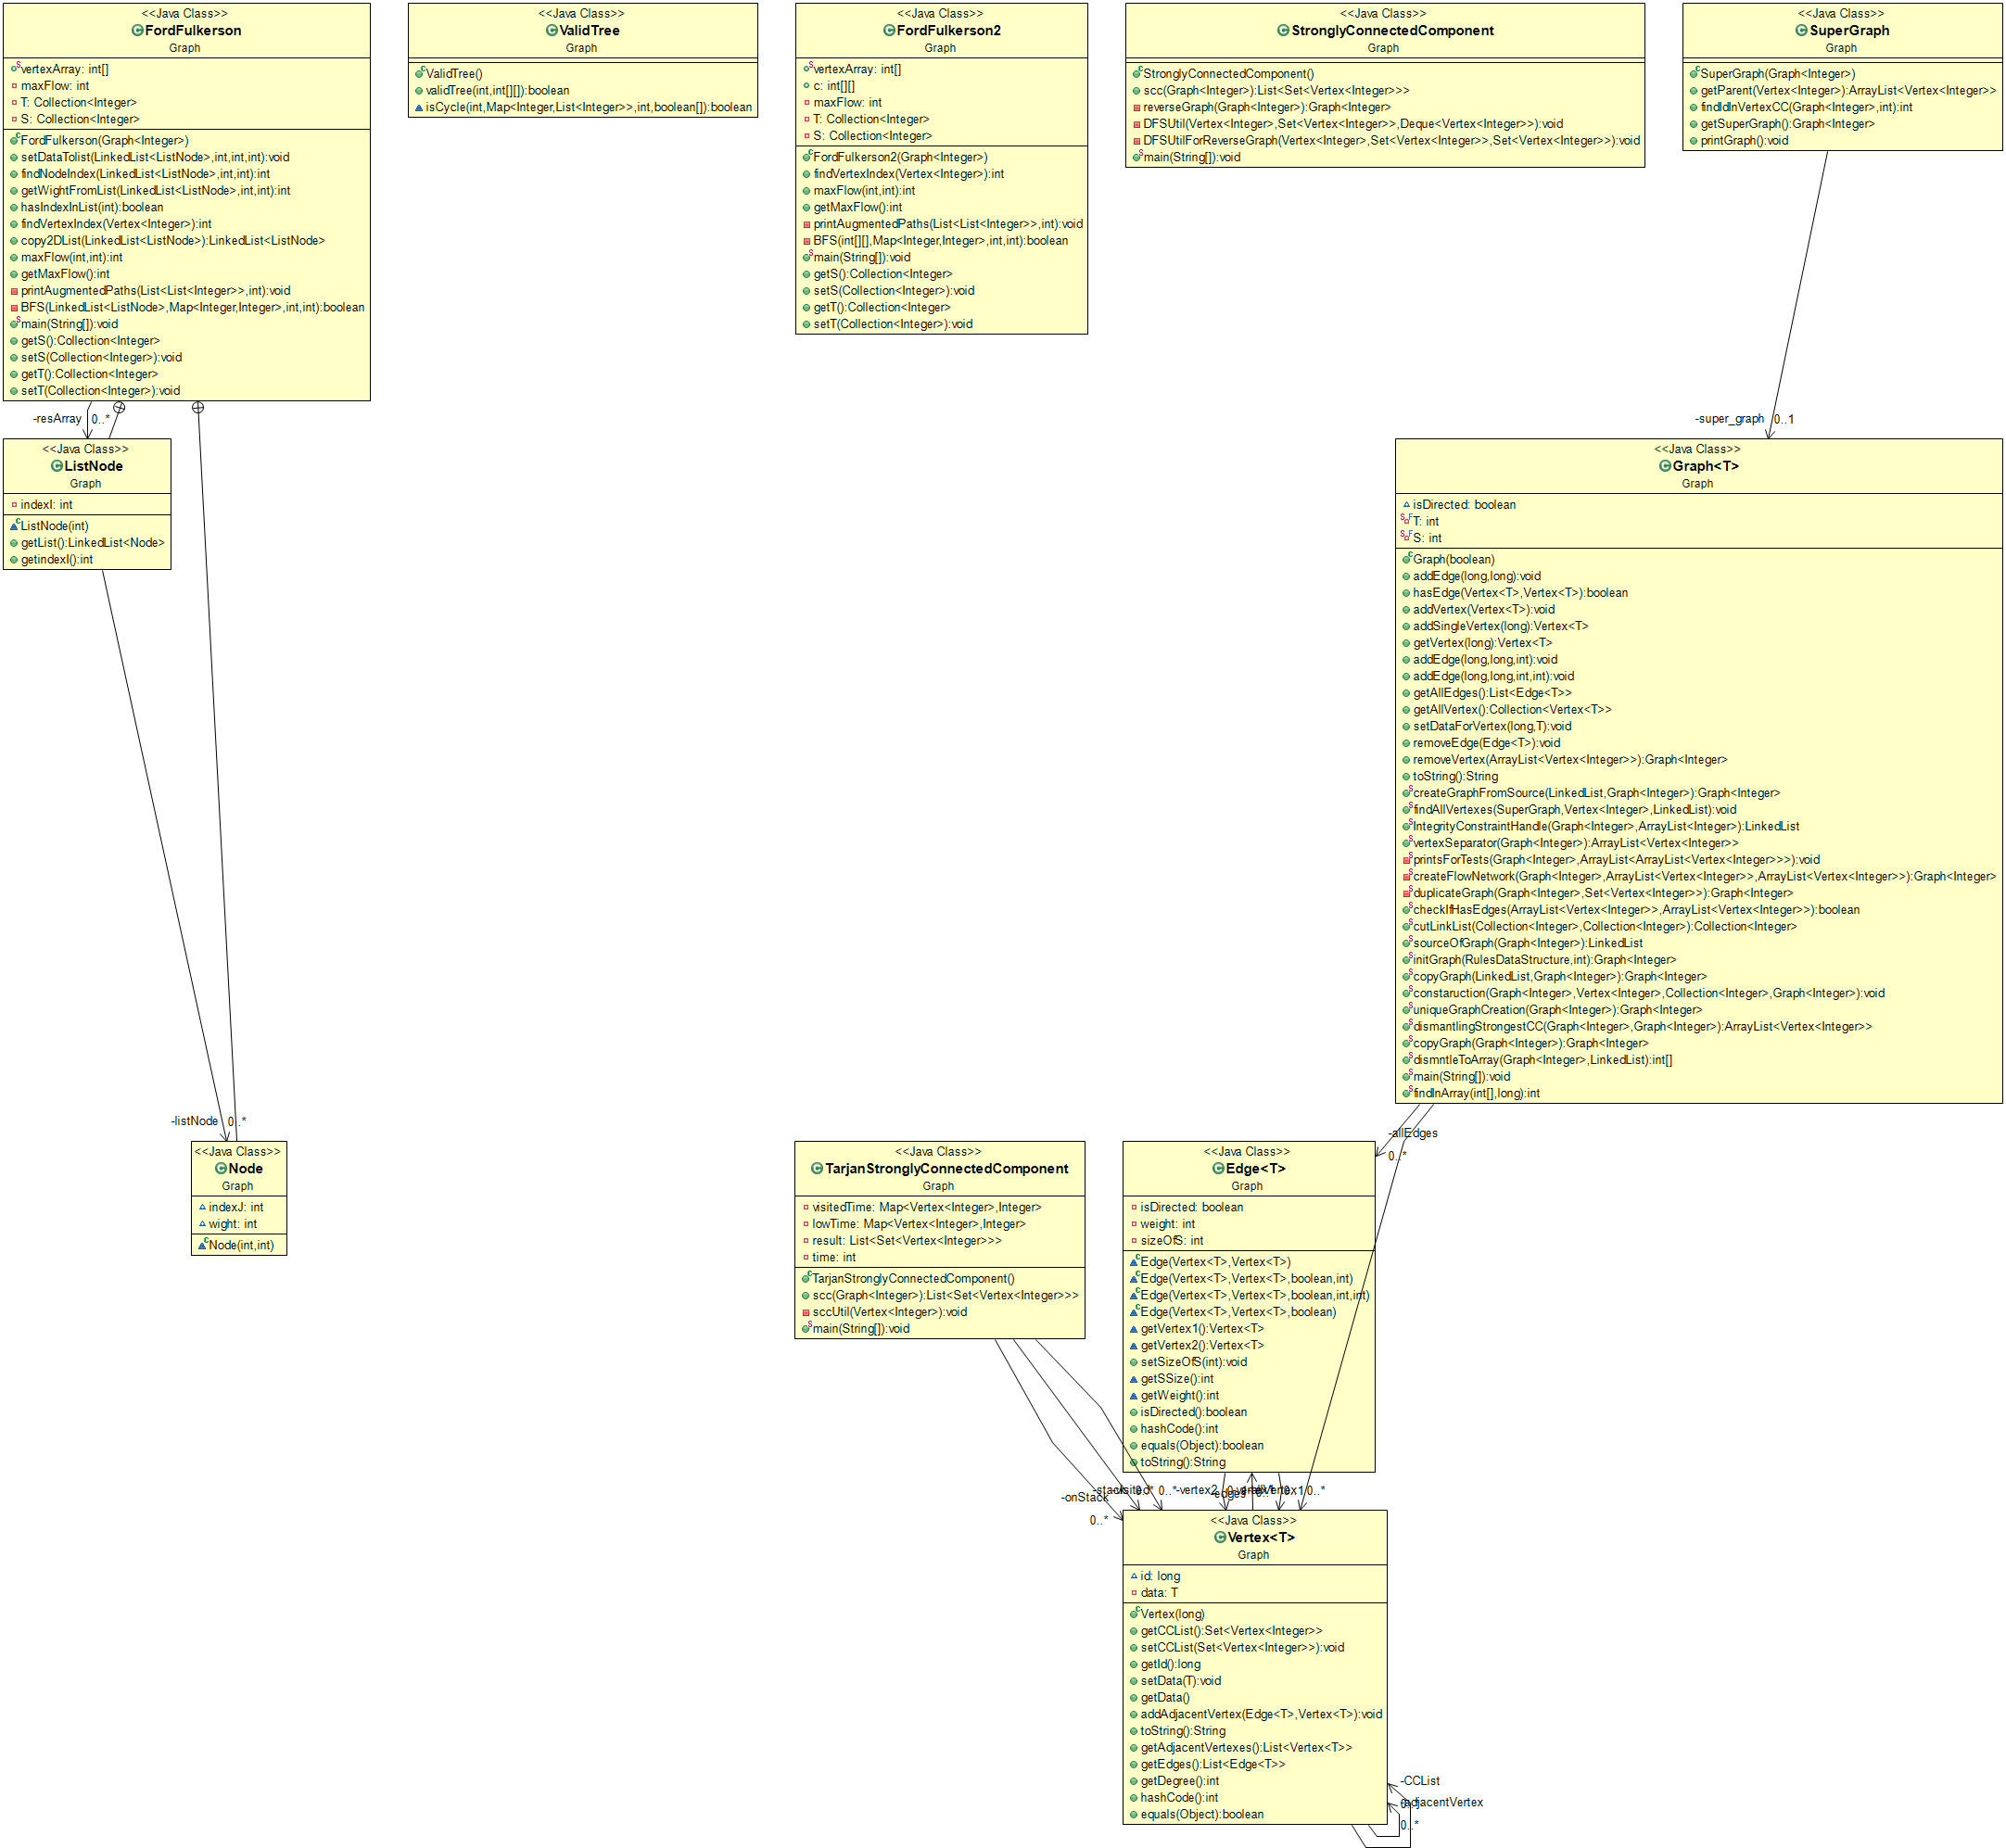 <<Java Class>>
FordFulkerson
Graph
vertexArray: int[]
maxFlow: int
T: Collection<Integer>
S: Collection<Integer>
FordFulkerson(Graph<Integer>)
setDataTolist(LinkedList<ListNode>,int,int,int):void
findNodeIndex(LinkedList<ListNode>,int,int):int
getWightFromList(LinkedList<ListNode>,int,int):int
hasIndexInList(int):boolean
findVertexIndex(Vertex<Integer>):int
copy2DList(LinkedList<ListNode>):LinkedList<ListNode>
maxFlow(int,int):int
getMaxFlow():int
printAugmentedPaths(List<List<Integer>>,int):void
BFS(LinkedList<ListNode>,Map<Integer,Integer>,int,int):boolean
main(String[]):void
getS():Collection<Integer>
setS(Collection<Integer>):void
getT():Collection<Integer>
setT(Collection<Integer>):void
<<Java Class>>
ValidTree
Graph
ValidTree()
validTree(int,int[][]):boolean
isCycle(int,Map<Integer,List<Integer>>,int,boolean[]):boolean
<<Java Class>>
FordFulkerson2
Graph
vertexArray: int[]
c: int[][]
maxFlow: int
T: Collection<Integer>
S: Collection<Integer>
FordFulkerson2(Graph<Integer>)
findVertexIndex(Vertex<Integer>):int
maxFlow(int,int):int
getMaxFlow():int
printAugmentedPaths(List<List<Integer>>,int):void
BFS(int[][],Map<Integer,Integer>,int,int):boolean
main(String[]):void
getS():Collection<Integer>
setS(Collection<Integer>):void
getT():Collection<Integer>
setT(Collection<Integer>):void
<<Java Class>>
StronglyConnectedComponent
Graph
StronglyConnectedComponent()
scc(Graph<Integer>):List<Set<Vertex<Integer>>>
reverseGraph(Graph<Integer>):Graph<Integer>
DFSUtil(Vertex<Integer>,Set<Vertex<Integer>>,Deque<Vertex<Integer>>):void
DFSUtilForReverseGraph(Vertex<Integer>,Set<Vertex<Integer>>,Set<Vertex<Integer>>):void
main(String[]):void
<<Java Class>>
SuperGraph
Graph
SuperGraph(Graph<Integer>)
getParent(Vertex<Integer>):ArrayList<Vertex<Integer>>
findIdInVertexCC(Graph<Integer>,int):int
getSuperGraph():Graph<Integer>
printGraph():void
-resArray 0..*
-super_graph 0..1
<<Java Class>>
ListNode
Graph
indexI: int
ListNode(int)
getList():LinkedList<Node>
getindexI():int
<<Java Class>>
Graph<T>
Graph
isDirected: boolean
T: int
S: int
Graph(boolean)
addEdge(long,long):void
hasEdge(Vertex<T>,Vertex<T>):boolean
addVertex(Vertex<T>):void
addSingleVertex(long):Vertex<T>
getVertex(long):Vertex<T>
addEdge(long,long,int):void
addEdge(long,long,int,int):void
getAllEdges():List<Edge<T>>
getAllVertex():Collection<Vertex<T>>
setDataForVertex(long,T):void
removeEdge(Edge<T>):void
removeVertex(ArrayList<Vertex<Integer>>):Graph<Integer>
toString():String
createGraphFromSource(LinkedList,Graph<Integer>):Graph<Integer>
findAllVertexes(SuperGraph,Vertex<Integer>,LinkedList):void
IntegrityConstraintHandle(Graph<Integer>,ArrayList<Integer>):LinkedList
vertexSeparator(Graph<Integer>):ArrayList<Vertex<Integer>>
printsForTests(Graph<Integer>,ArrayList<ArrayList<Vertex<Integer>>>):void
createFlowNetwork(Graph<Integer>,ArrayList<Vertex<Integer>>,ArrayList<Vertex<Integer>>):Graph<Integer>
duplicateGraph(Graph<Integer>,Set<Vertex<Integer>>):Graph<Integer>
checkIfHasEdges(ArrayList<Vertex<Integer>>,ArrayList<Vertex<Integer>>):boolean
cutLinkList(Collection<Integer>,Collection<Integer>):Collection<Integer>
sourceOfGraph(Graph<Integer>):LinkedList
initGraph(RulesDataStructure,int):Graph<Integer>
copyGraph(LinkedList,Graph<Integer>):Graph<Integer>
constaruction(Graph<Integer>,Vertex<Integer>,Collection<Integer>,Graph<Integer>):void
uniqueGraphCreation(Graph<Integer>):Graph<Integer>
dismantlingStrongestCC(Graph<Integer>,Graph<Integer>):ArrayList<Vertex<Integer>>
copyGraph(Graph<Integer>):Graph<Integer>
dismntleToArray(Graph<Integer>,LinkedList):int[]
main(String[]):void
findInArray(int[],long):int
-listNode 0..*
-allEdges
0..*
<<Java Class>>
Node
Graph
indexJ: int
wight: int
Node(int,int)
<<Java Class>>
TarjanStronglyConnectedComponent
Graph
visitedTime: Map<Vertex<Integer>,Integer>
lowTime: Map<Vertex<Integer>,Integer>
result: List<Set<Vertex<Integer>>>
time: int
TarjanStronglyConnectedComponent()
scc(Graph<Integer>):List<Set<Vertex<Integer>>>
sccUtil(Vertex<Integer>):void
main(String[]):void
<<Java Class>>
Edge<T>
Graph
isDirected: boolean
weight: int
sizeOfS: int
Edge(Vertex<T>,Vertex<T>)
Edge(Vertex<T>,Vertex<T>,boolean,int)
Edge(Vertex<T>,Vertex<T>,boolean,int,int)
Edge(Vertex<T>,Vertex<T>,boolean)
getVertex1():Vertex<T>
getVertex2():Vertex<T>
setSizeOfS(int):void
getSSize():int
getWeight():int
isDirected():boolean
hashCode():int
equals(Object):boolean
toString():String
-onStack
0..*
0..* -vertex2
0..*
<<Java Class>>
Vertex<T>
Graph
id: long
data: T
Vertex(long)
getCCList():Set<Vertex<Integer>>
setCCList(Set<Vertex<Integer>>):void
getId():long
setData(T):void
getData()
addAdjacentVertex(Edge<T>,Vertex<T>):void
toString():String
getAdjacentVertexes():List<Vertex<T>>
getEdges():List<Edge<T>>
getDegree():int
hashCode():int
equals(Object):boolean
-CCList
0..*